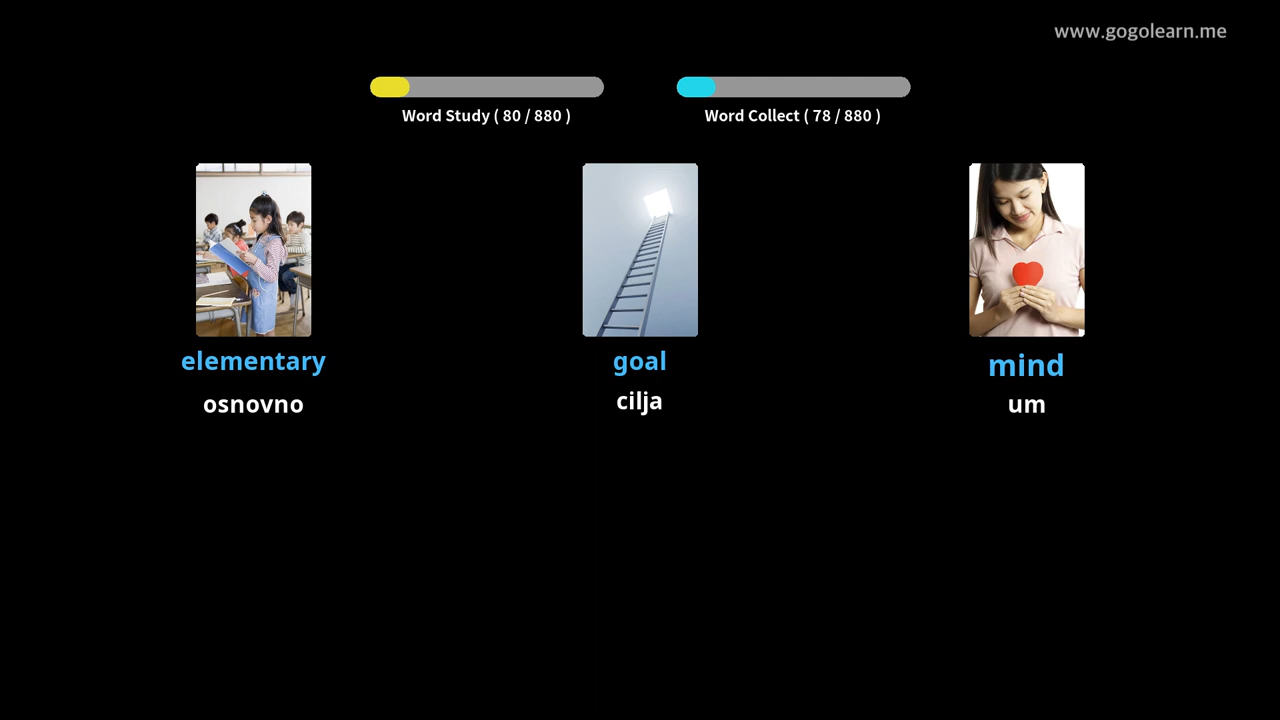 www.gogolearn.me
Word Study ( 80 / 880 )
Word Collect ( 78 / 880 )
elementary
goal
mind
osnovno
cilja
um